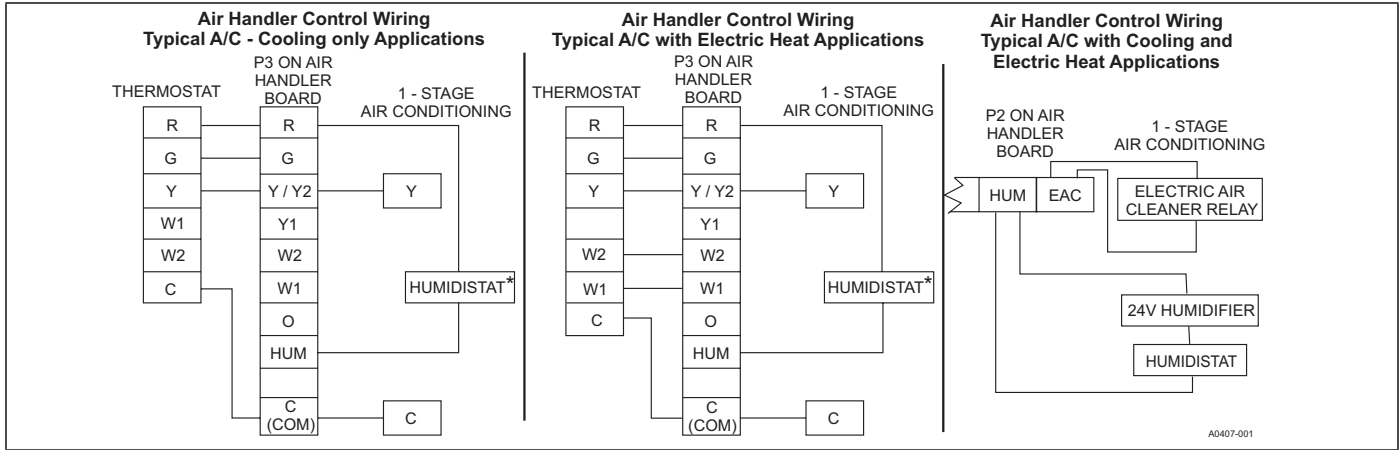 Air Handler Control Wiring
Typical A/C - Cooling only Applications
P3 ON AIR
HANDLER
BOARD
THERMOSTAT
1 - STAGE
AIR CONDITIONING
R
R
G
G
Y
Y / Y2
Y
W1
Y1
W2
W2
C
W1
HUMIDISTAT*
O
HUM
C
(COM)
C
Air Handler Control Wiring
Typical A/C with Electric Heat Applications
P3 ON AIR
HANDLER
BOARD
THERMOSTAT
1 - STAGE
AIR CONDITIONING
R
R
G
G
Y
Y / Y2
Y
Y1
W2
W2
W1
W1
HUMIDISTAT*
C
O
HUM
C
(COM)
C
Air Handler Control Wiring
Typical A/C with Cooling and
Electric Heat Applications
P2 ON AIR
HANDLER
BOARD
1 - STAGE
AIR CONDITIONING
HUM
EAC
ELECTRIC AIR
CLEANER RELAY
24V HUMIDIFIER
HUMIDISTAT
A0407-001